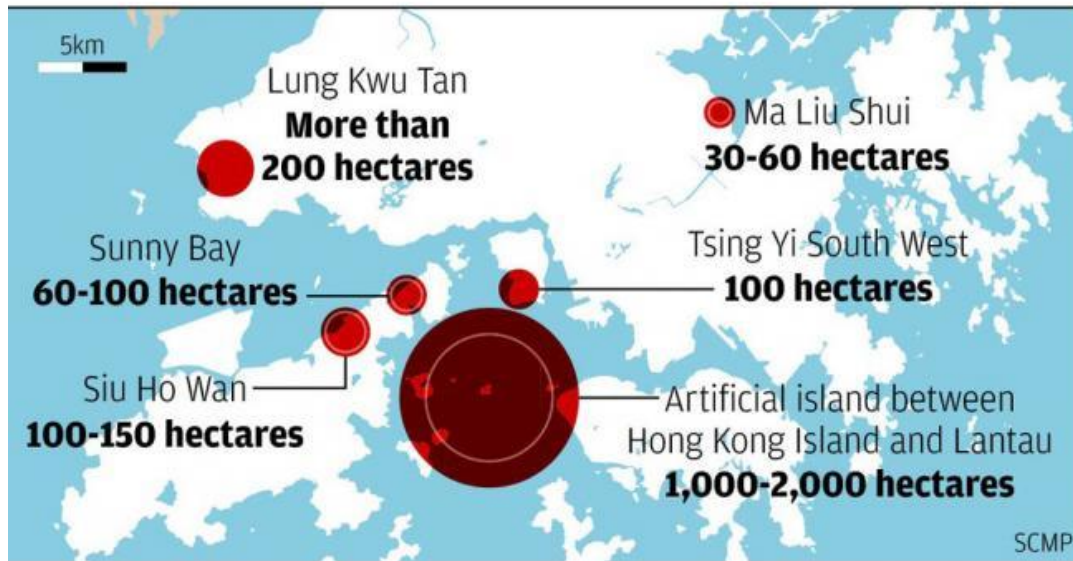 5km
Lung Kwu Tan
More than
200 hectares
Ma Liu Shui
30-60 hectares
Sunny Bay
60-100 hectares
Tsing Yi South West
100 hectares
Siu Ho Wan
100-150 hectares
Artificial island between
Hong Kong Island and Lantau
1,000-2,000 hectares
SCMP